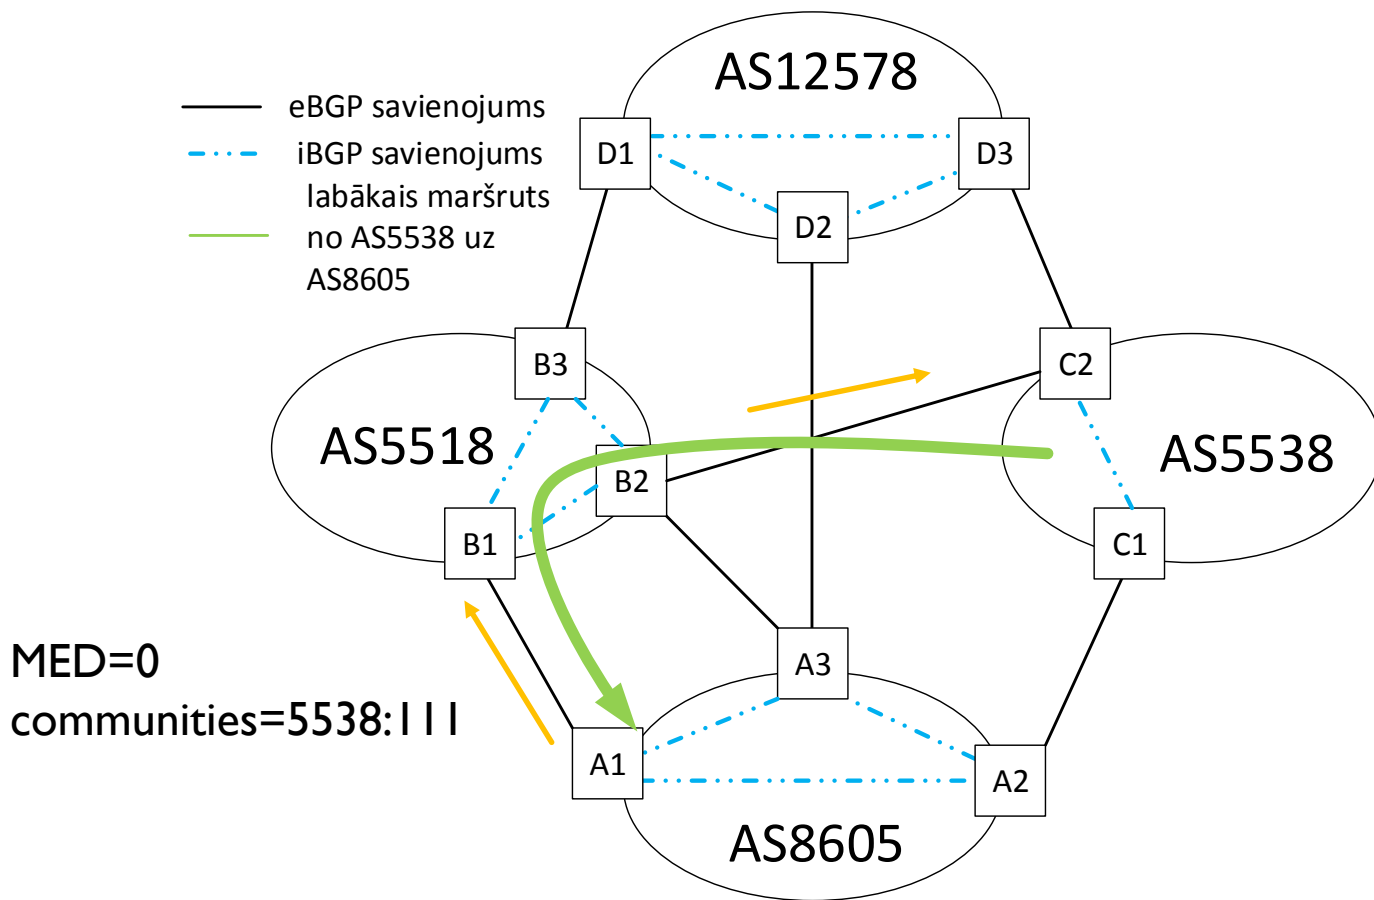 AS12578
eBGP savienojums
iBGP savienojums
labākais maršruts
no AS5538 uz
AS8605
D1
D3
D2
B3
C2
AS5518
AS5538
B2
B1
C1
MED=0
communities=5538:111
A3
A1
A2
AS8605